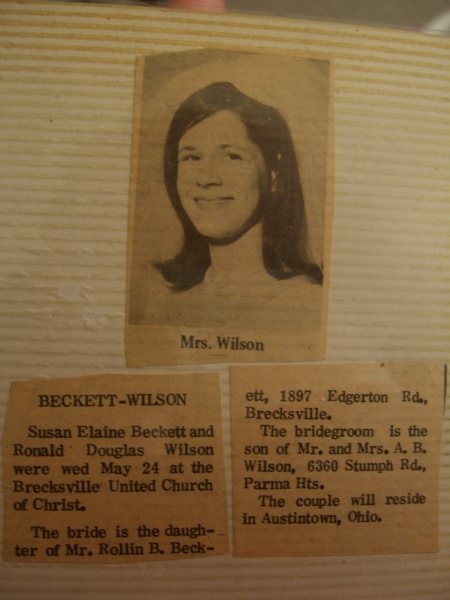 Mrs. Wilson
BECKETT-WILSON
Susan Elaine Beckett and
Ronald Douglas Wilson
were wed May 24 at the
Brecksville United Church
of Christ.
The bride is the daugh-
ter of Mr. Rollin B. Beck-
ett, 1897 Edgerton Rd.,
Brecksville.
The bridegroom is the
son of Mr. and Mrs. A. B.
Wilson, 6360 Stumph Rd.,
Parma Hts.
The couple will reside
in Austintown, Ohio.